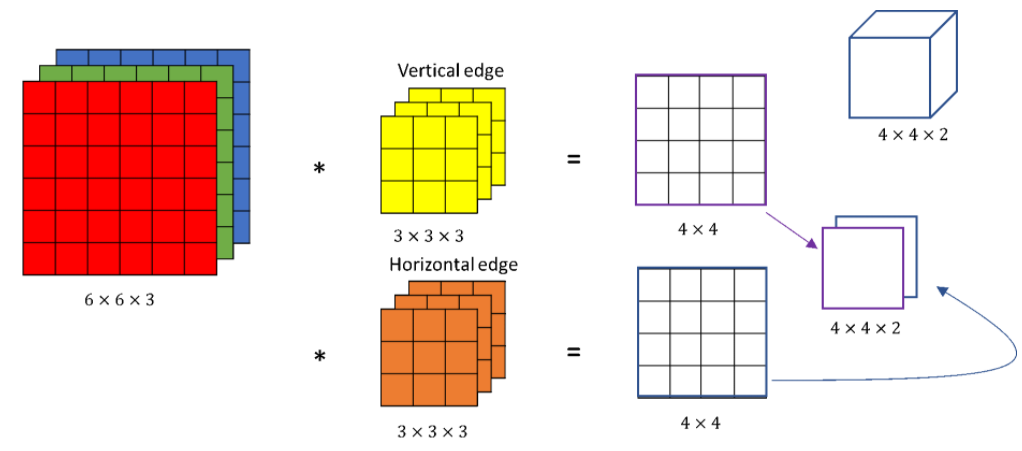 6 × 6 × 3
*
Vertical edge
3 × 3 × 3
=
4 × 4
*
Horizontal edge
3 × 3 × 3
=
4 × 4
4 × 4 × 2
4 × 4 × 2